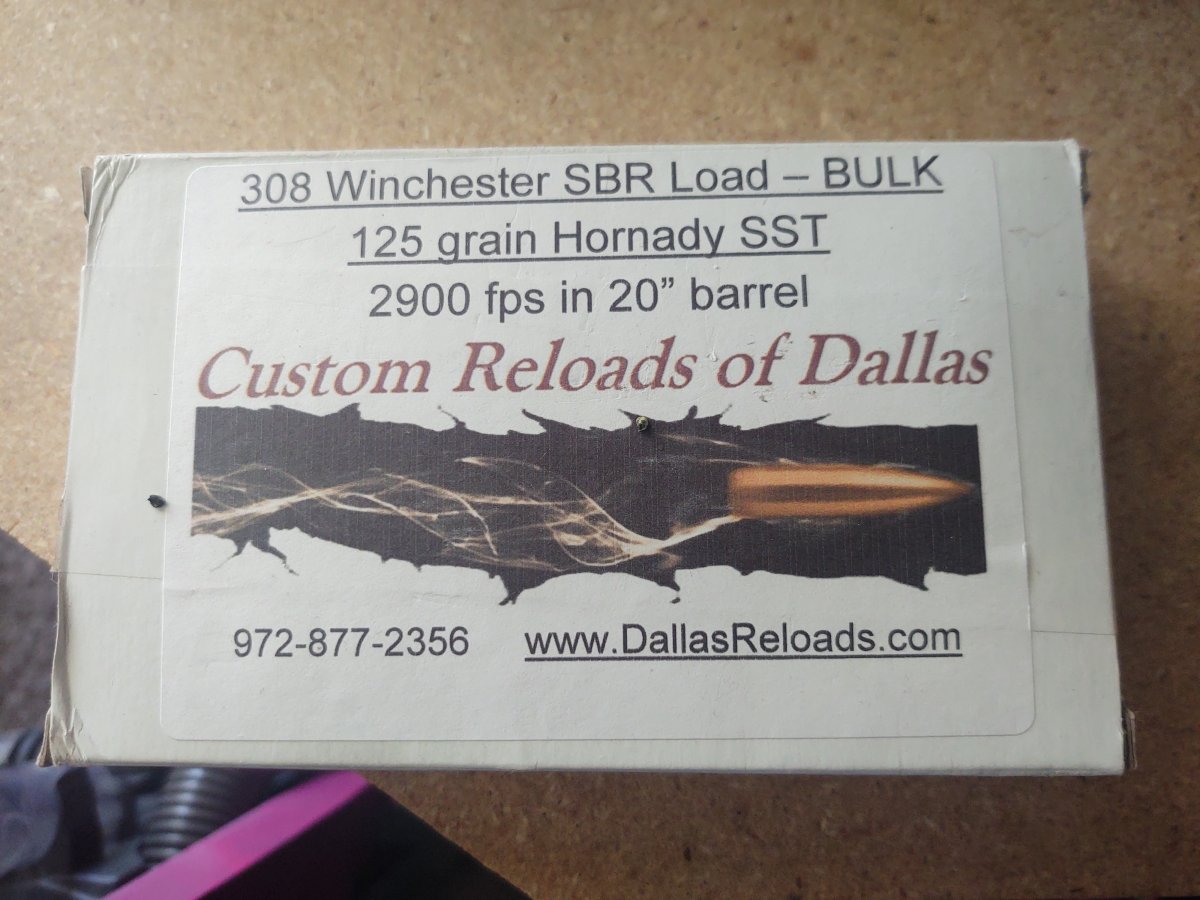 308 Winchester SBR Load – BULK
125 grain Hornady SST
2900 fps in 20” barrel
Custom Reloads of Dallas
972-877-2356 www.DallasReloads.com